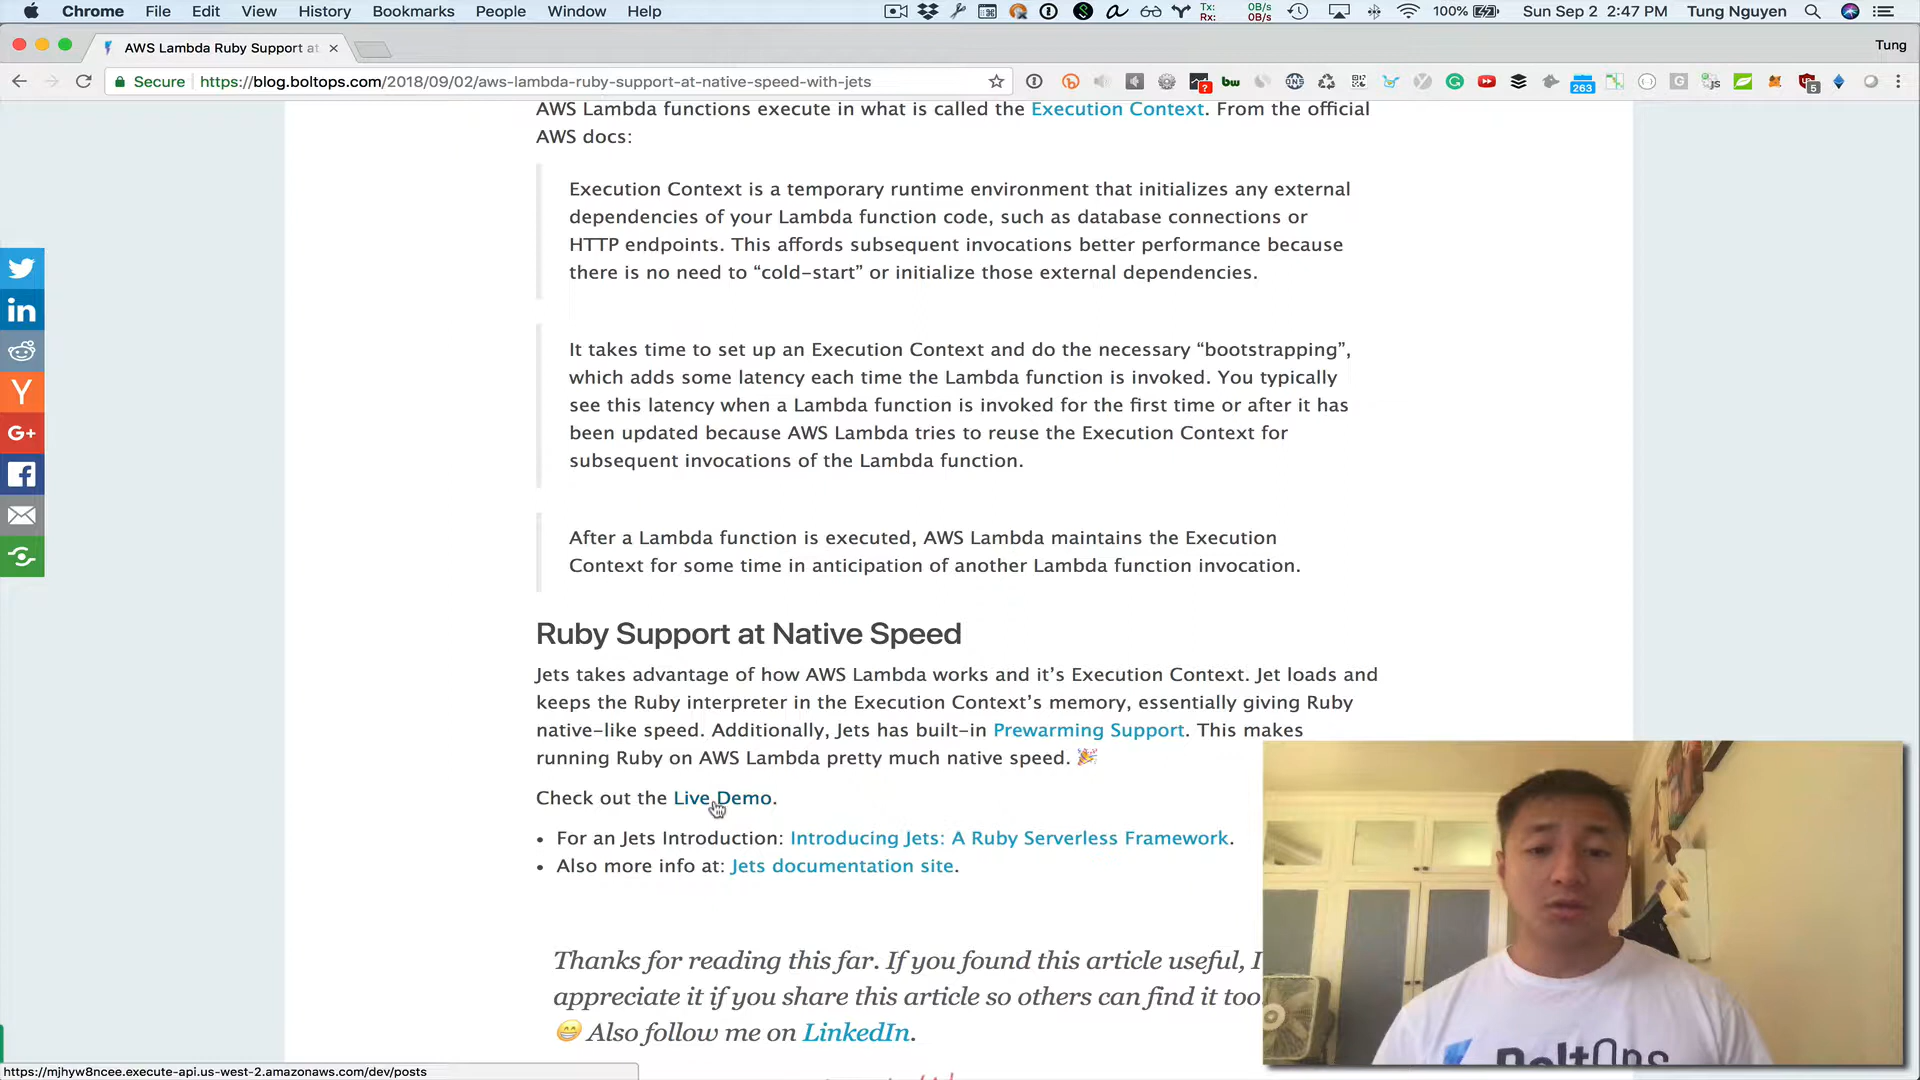 Chrome File Edit View History Bookmarks People Window Help
Tx: Rx: 0B/s 0B/s 100% Sun Sep 2 2:47 PM Tung Nguyen
AWS Lambda Ruby Support at
Tung
Secure https://blog.boltops.com/2018/09/02/aws-lambda-ruby-support-at-native-speed-with-jets
bw 263 5
AWS Lambda functions execute in what is called the Execution Context. From the official
AWS docs:
Execution Context is a temporary runtime environment that initializes any external
dependencies of your Lambda function code, such as database connections or
HTTP endpoints. This affords subsequent invocations better performance because
there is no need to “cold-start” or initialize those external dependencies.
It takes time to set up an Execution Context and do the necessary “bootstrapping”,
which adds some latency each time the Lambda function is invoked. You typically
see this latency when a Lambda function is invoked for the first time or after it has
been updated because AWS Lambda tries to reuse the Execution Context for
subsequent invocations of the Lambda function.
After a Lambda function is executed, AWS Lambda maintains the Execution
Context for some time in anticipation of another Lambda function invocation.
Ruby Support at Native Speed
Jets takes advantage of how AWS Lambda works and it’s Execution Context. Jet loads and
keeps the Ruby interpreter in the Execution Context’s memory, essentially giving Ruby
native-like speed. Additionally, Jets has built-in Prewarming Support. This makes
running Ruby on AWS Lambda pretty much native speed. 🎉
Check out the Live Demo.
• For an Jets Introduction: Introducing Jets: A Ruby Serverless Framework.
• Also more info at: Jets documentation site.
Thanks for reading this far. If you found this article useful, I
appreciate it if you share this article so others can find it too
😁 Also follow me on LinkedIn.
https://mjhyw8ncee.execute-api.us-west-2.amazonaws.com/dev/posts
BoltOps